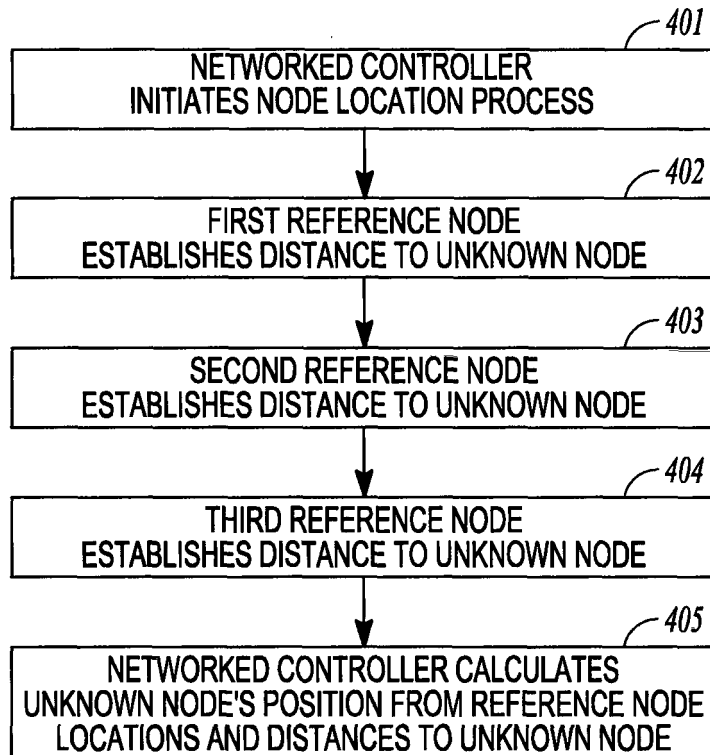 401
NETWORKED CONTROLLER
INITIATES NODE LOCATION PROCESS
402
FIRST REFERENCE NODE
ESTABLISHES DISTANCE TO UNKNOWN NODE
403
SECOND REFERENCE NODE
ESTABLISHES DISTANCE TO UNKNOWN NODE
404
THIRD REFERENCE NODE
ESTABLISHES DISTANCE TO UNKNOWN NODE
405
NETWORKED CONTROLLER CALCULATES
UNKNOWN NODE'S POSITION FROM REFERENCE NODE
LOCATIONS AND DISTANCES TO UNKNOWN NODE